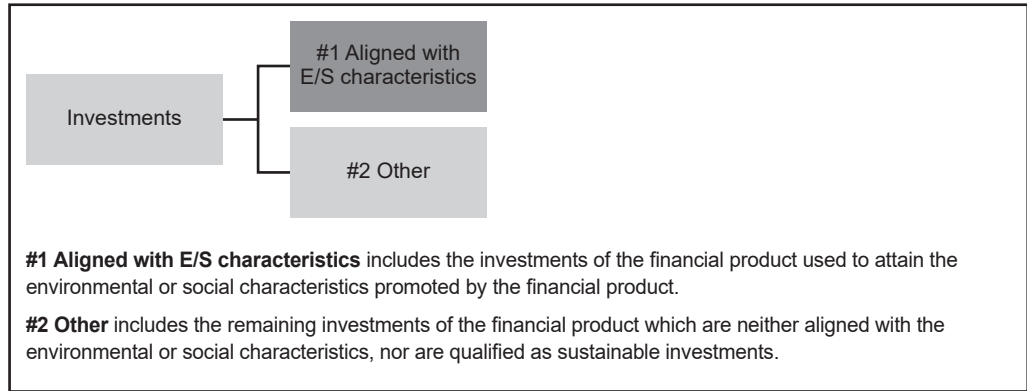 #1 Aligned with
E/S characteristics
Investments
#2 Other
#1 Aligned with E/S characteristics includes the investments of the financial product used to attain the
environmental or social characteristics promoted by the financial product.
#2 Other includes the remaining investments of the financial product which are neither aligned with the
environmental or social characteristics, nor are qualified as sustainable investments.